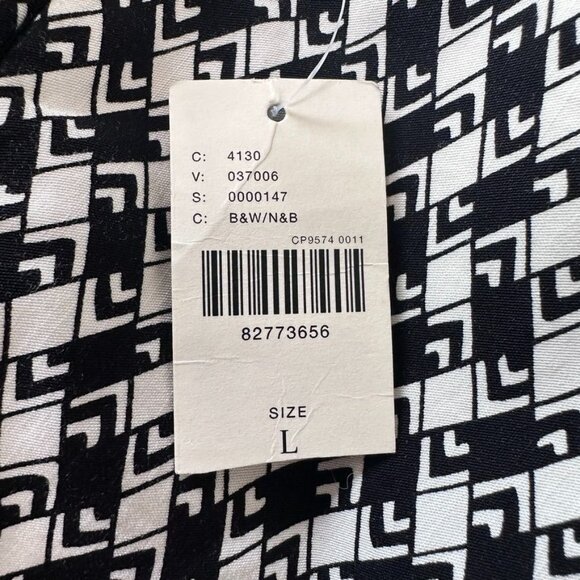 C: 4130
V: 037006
S: 0000147
C: B&W/N&B
CP9574 0011
82773656
SIZE
L